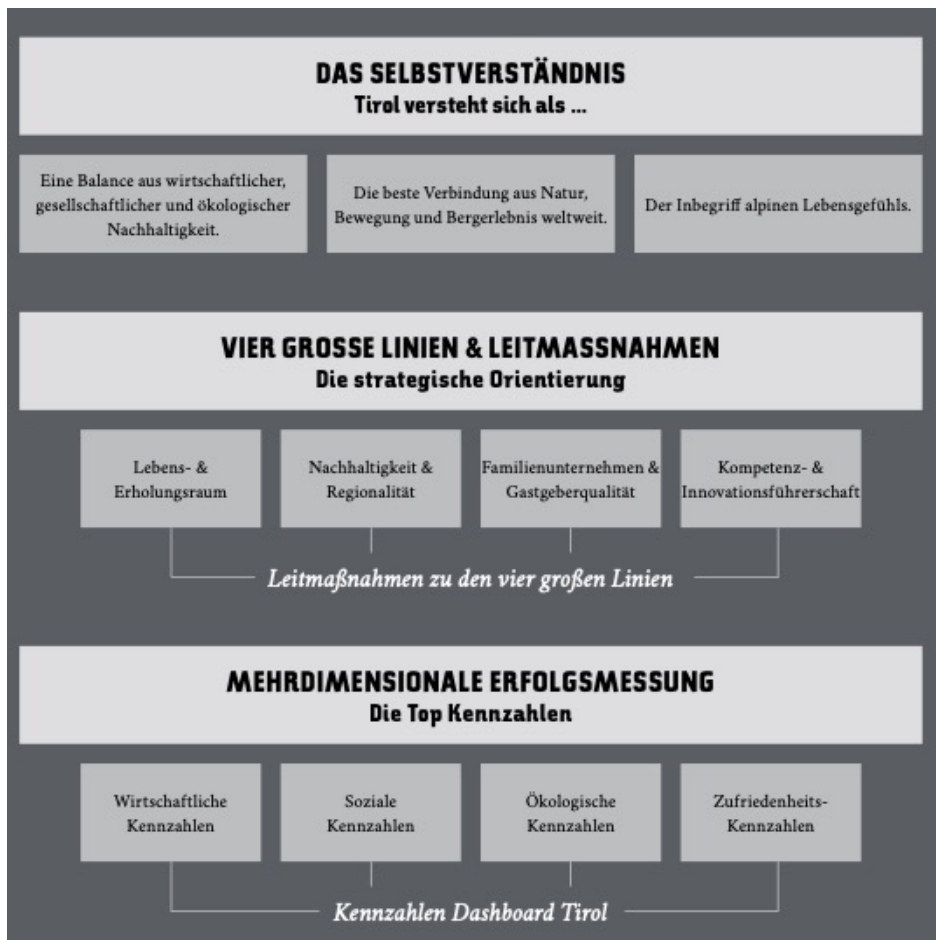 DAS SELBSTVERSTÄNDNIS
Tirol versteht sich als ...
Eine Balance aus wirtschaftlicher,
gesellschaftlicher und ökologischer
Nachhaltigkeit.
Die beste Verbindung aus Natur,
Bewegung und Bergerlebnis weltweit.
Der Inbegriff alpinen Lebensgefühls.
VIER GROSSE LINIEN & LEITMASSNAHMEN
Die strategische Orientierung
Lebens- &
Erholungsraum
Nachhaltigkeit &
Regionalität
Familienunternehmen &
Gastgeberqualität
Kompetenz- &
Innovationsführerschaft
Leitmaßnahmen zu den vier großen Linien
MEHRDIMENSIONALE ERFOLGSMESSUNG
Die Top Kennzahlen
Wirtschaftliche
Kennzahlen
Soziale
Kennzahlen
Ökologische
Kennzahlen
Zufriedenheits-
Kennzahlen
Kennzahlen Dashboard Tirol